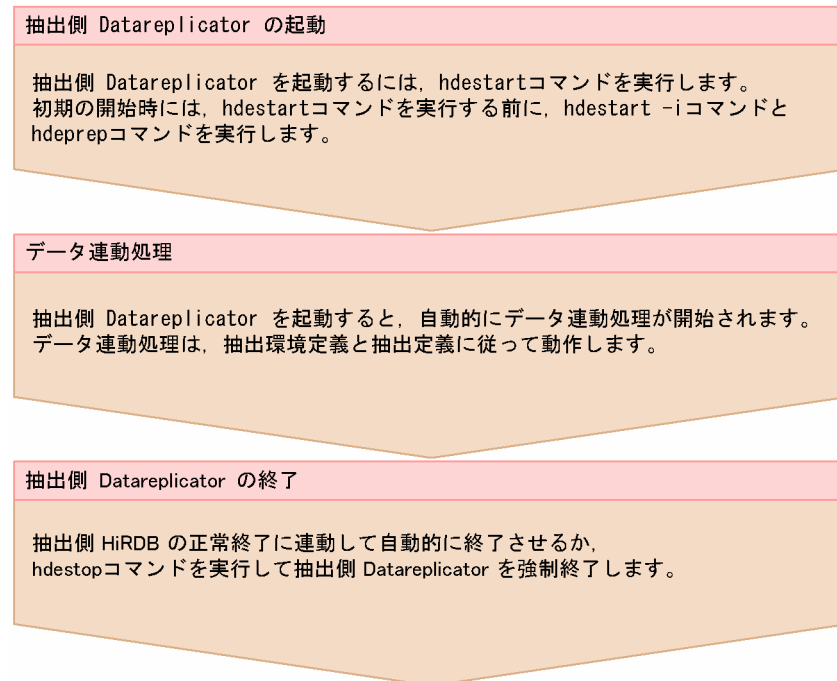 抽出側 Datareplicator の起動
抽出側 Datareplicator を起動するには，hdestartコマンドを実行します。
初期の開始時には，hdestartコマンドを実行する前に，hdestart -iコマンドと
hdeprepコマンドを実行します。
データ連動処理
抽出側 Datareplicator を起動すると，自動的にデータ連動処理が開始されます。
データ連動処理は，抽出環境定義と抽出定義に従って動作します。
抽出側 Datareplicator の終了
抽出側 HiRDB の正常終了に連動して自動的に終了させるか，
hdestopコマンドを実行して抽出側 Datareplicator を強制終了します。